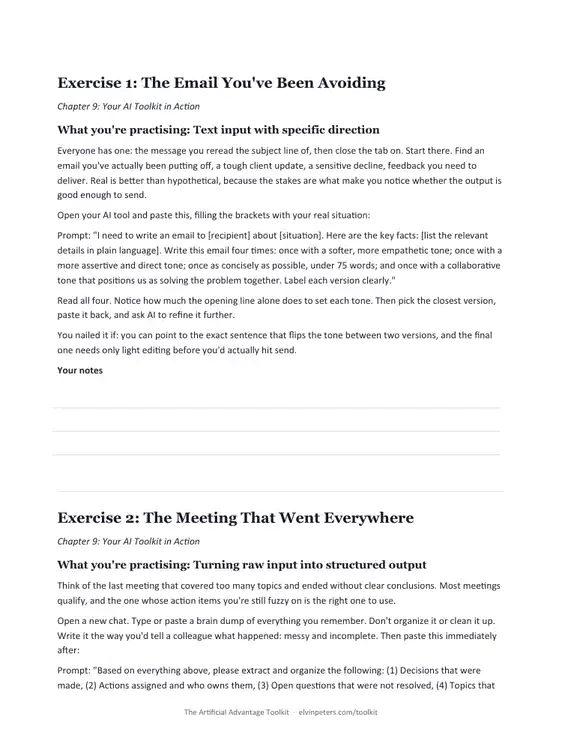 Exercise 1: The Email You've Been Avoiding
Chapter 9: Your AI Toolkit in Action
What you're practising: Text input with specific direction
Everyone has one: the message you reread the subject line of, then close the tab on. Start there. Find an
email you've actually been putting off, a tough client update, a sensitive decline, feedback you need to
deliver. Real is better than hypothetical, because the stakes are what make you notice whether the output is
good enough to send.
Open your AI tool and paste this, filling the brackets with your real situation:
Prompt: "I need to write an email to [recipient] about [situation]. Here are the key facts: [list the relevant
details in plain language]. Write this email four times: once with a softer, more empathetic tone; once with a
more assertive and direct tone; once as concisely as possible, under 75 words; and once with a collaborative
tone that positions us as solving the problem together. Label each version clearly."
Read all four. Notice how much the opening line alone does to set each tone. Then pick the closest version,
paste it back, and ask AI to refine it further.
You nailed it if: you can point to the exact sentence that flips the tone between two versions, and the final
one needs only light editing before you'd actually hit send.
Your notes
Exercise 2: The Meeting That Went Everywhere
Chapter 9: Your AI Toolkit in Action
What you're practising: Turning raw input into structured output
Think of the last meeting that covered too many topics and ended without clear conclusions. Most meetings
qualify, and the one whose action items you're still fuzzy on is the right one to use.
Open a new chat. Type or paste a brain dump of everything you remember. Don't organize it or clean it up.
Write it the way you'd tell a colleague what happened: messy and incomplete. Then paste this immediately
after:
Prompt: "Based on everything above, please extract and organize the following: (1) Decisions that were
made, (2) Actions assigned and who owns them, (3) Open questions that were not resolved, (4) Topics that
The Artificial Advantage Toolkit · elvinpeters.com/toolkit